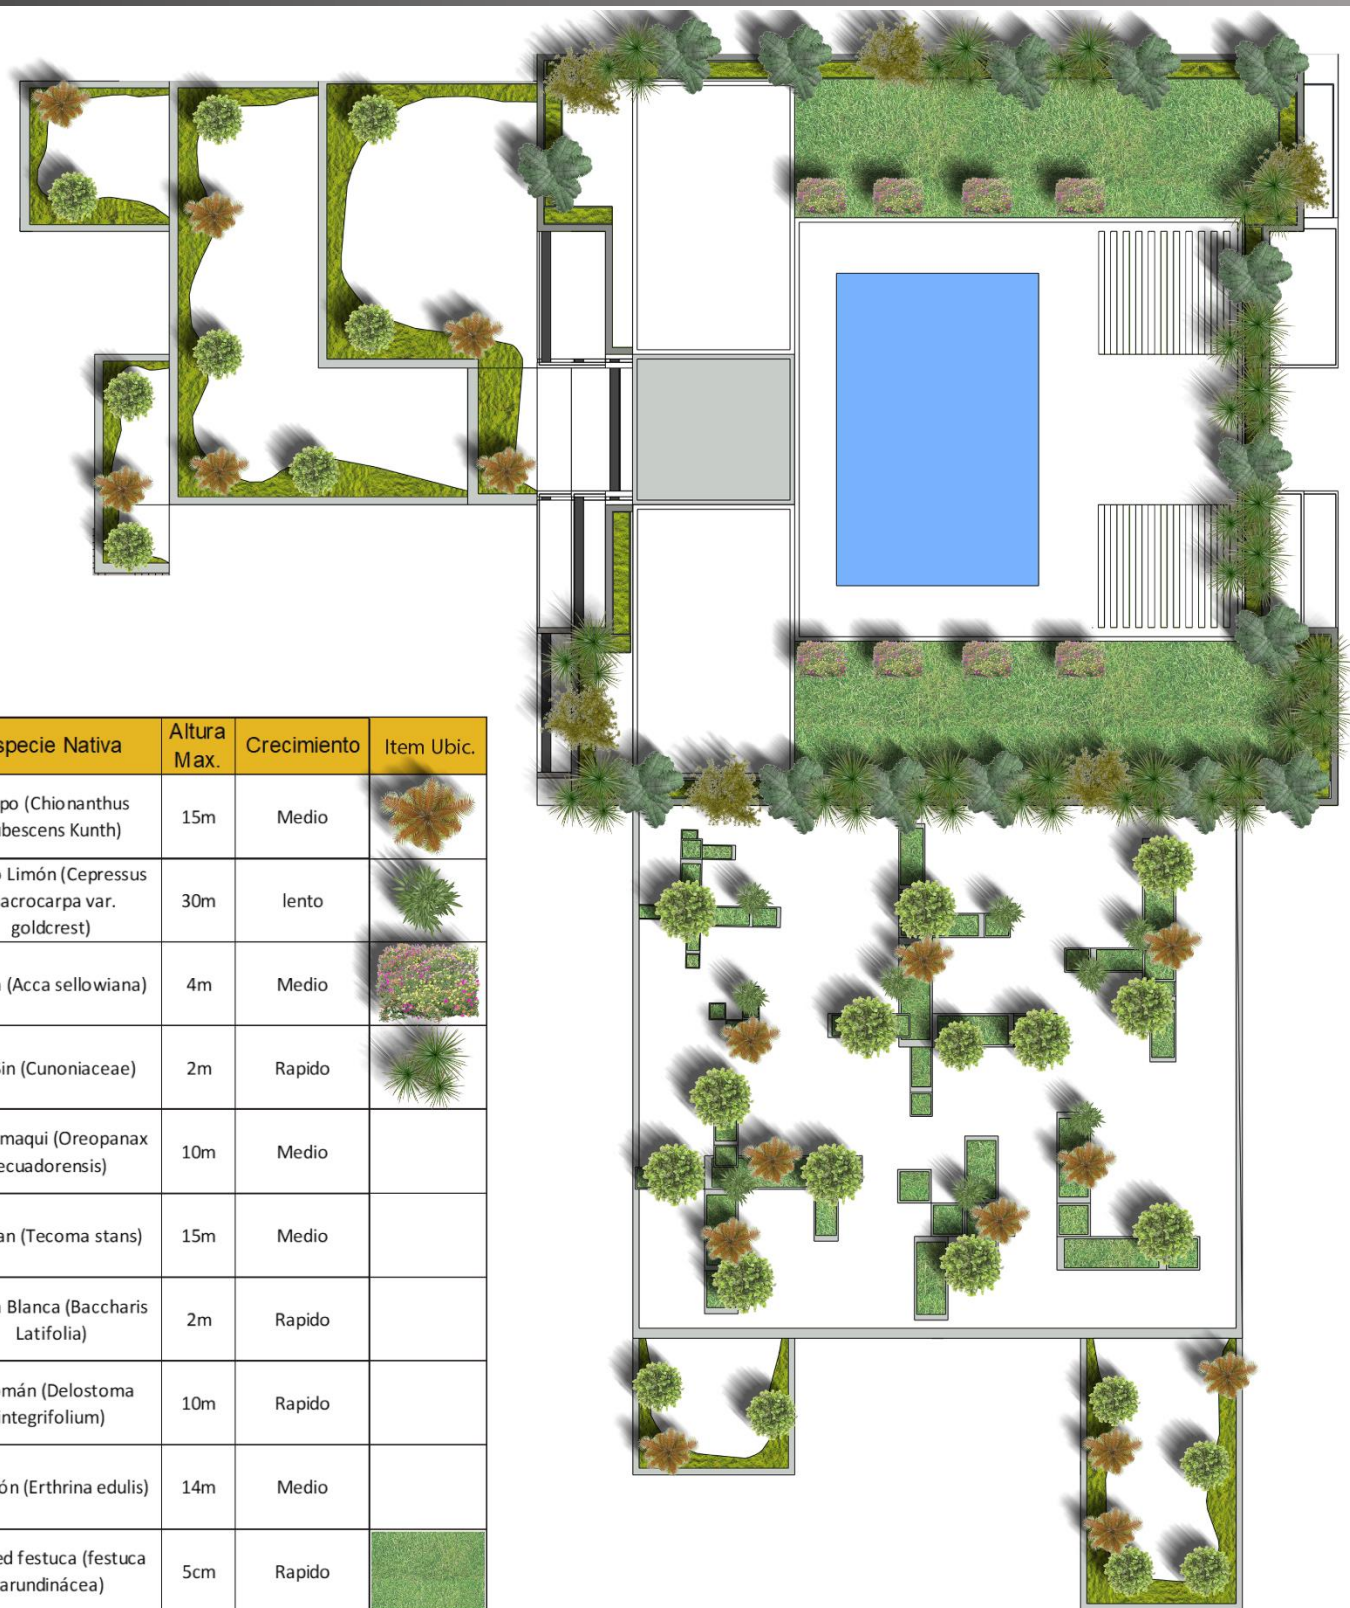 specie Nativa
Altura
Max.
Crecimiento
Item Ubic.
po (Chionanthus
bescens Kunth)
15m
Medio
Limón (Cepressus
acrocarpa var.
goldcrest)
30m
lento
(Acca sellowiana)
4m
Medio
in (Cunoniaceae)
2m
Rapido
maqui (Oreopanax
ecuadorensis)
10m
Medio
an (Tecoma stans)
15m
Medio
Blanca (Baccharis
Latifolia)
2m
Rapido
mán (Delostoma
integrifolium)
10m
Rapido
ón (Erthrina edulis)
14m
Medio
ed festuca (festuca
arundinácea)
5cm
Rapido